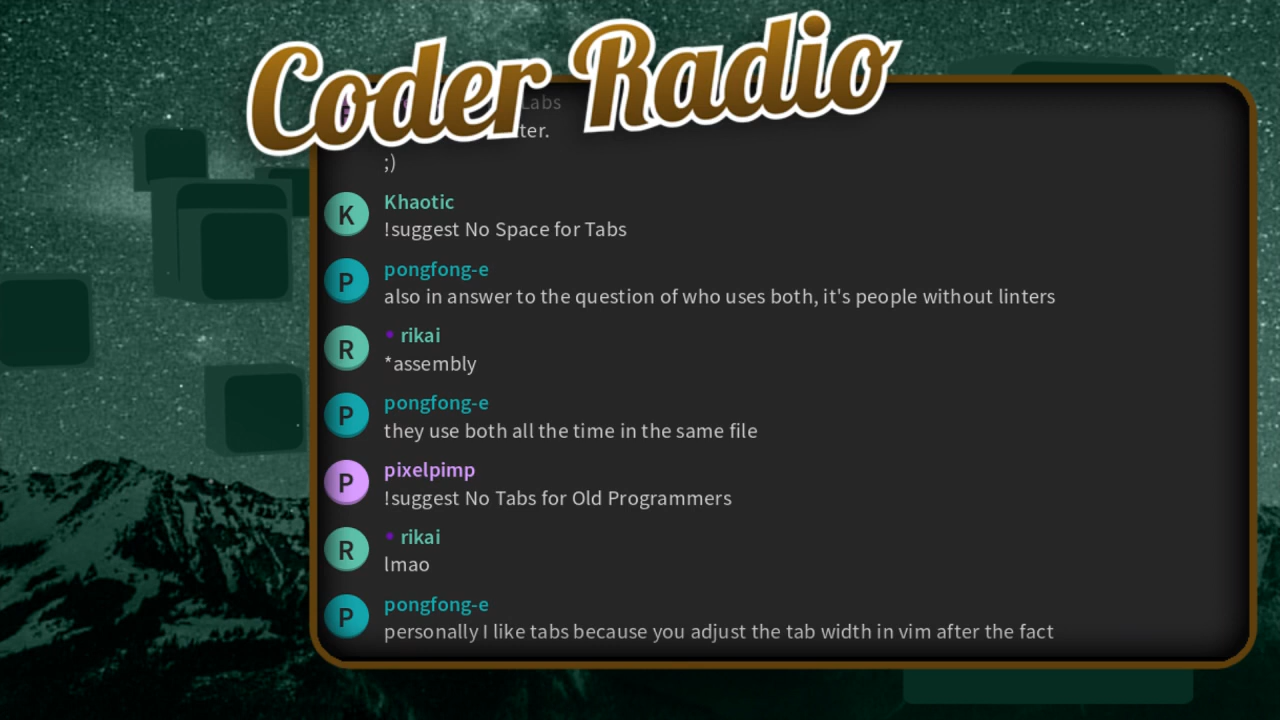 Coder Radio
Labs
ter.
;)
K
Khaotic
!suggest No Space for Tabs
P
pongfong-e
also in answer to the question of who uses both, it's people without linters
R
rikai
*assembly
P
pongfong-e
they use both all the time in the same file
P
pixelpimp
!suggest No Tabs for Old Programmers
R
rikai
lmao
P
pongfong-e
personally I like tabs because you adjust the tab width in vim after the fact